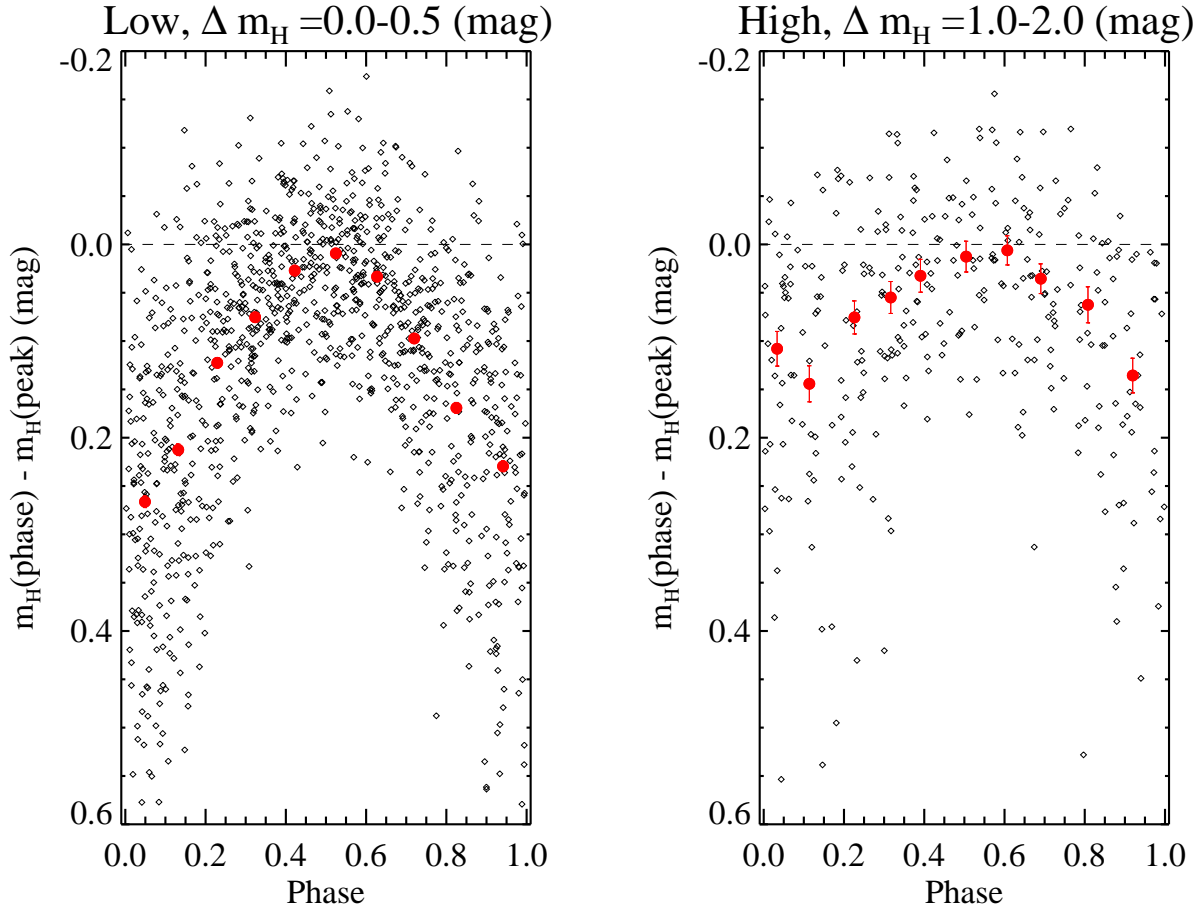 Low, Δ m_H =0.0-0.5 (mag)
-0.2
0.0
0.2
0.4
0.6
m_H(phase) - m_H(peak) (mag)
0.0 0.2 0.4 0.6 0.8 1.0
Phase
High, Δ m_H =1.0-2.0 (mag)
-0.2
0.0
0.2
0.4
0.6
m_H(phase) - m_H(peak) (mag)
0.0 0.2 0.4 0.6 0.8 1.0
Phase